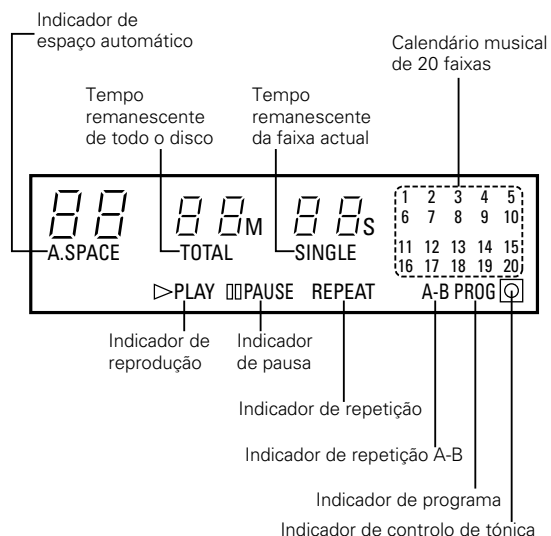 Indicador de
espaço automático
Calendário musical
de 20 faixas
Tempo
remanescente
de todo o disco
Tempo
remanescente
da faixa actual
88 88M 88S
A.SPACE TOTAL SINGLE
1 2 3 4 5
6 7 8 9 10
11 12 13 14 15
16 17 18 19 20
PLAY PAUSE REPEAT A-B PROG
Indicador de
reprodução
Indicador
de pausa
Indicador de repetição
Indicador de repetição A-B
Indicador de programa
Indicador de controlo de tónica